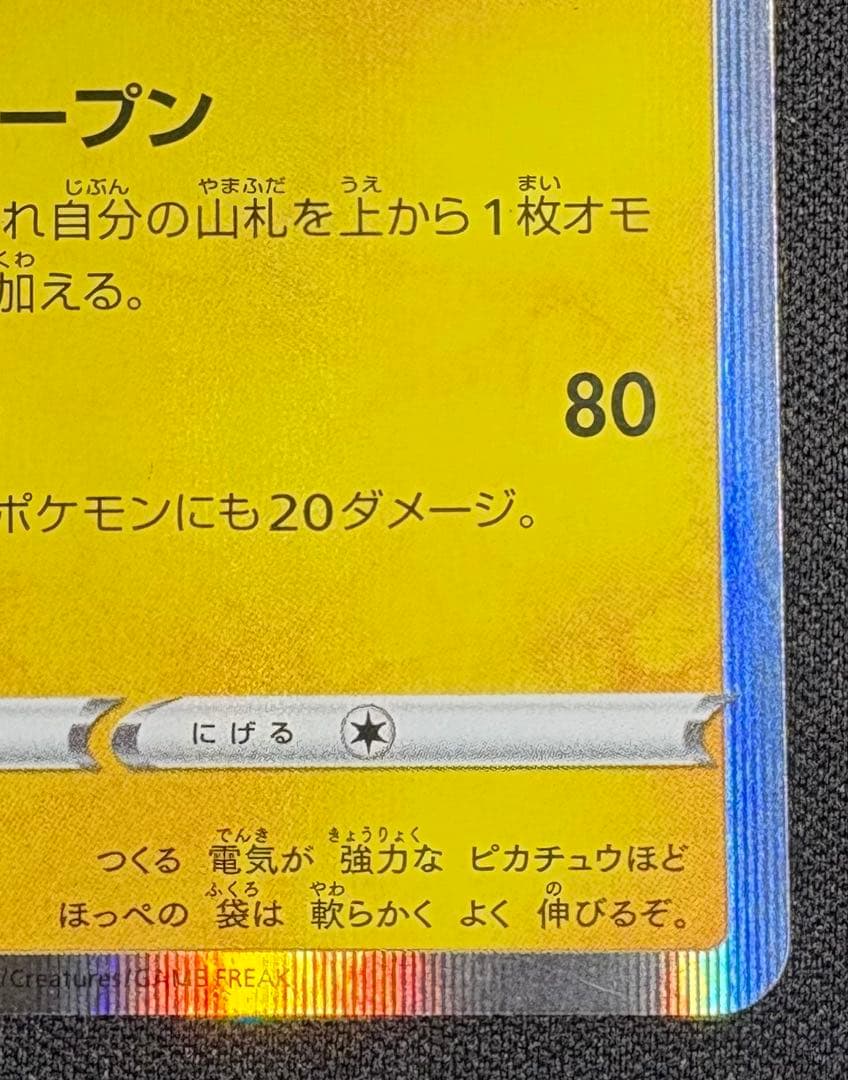 ープン
れ自分の山札を上から1枚オモ
加える。
80
ポケモンにも20ダメージ。
にげる
つくる 電気が 強力な ピカチュウほど
ほっぺの 袋は 軟らかく よく 伸びるぞ。
/Creatures/GAME FREAK